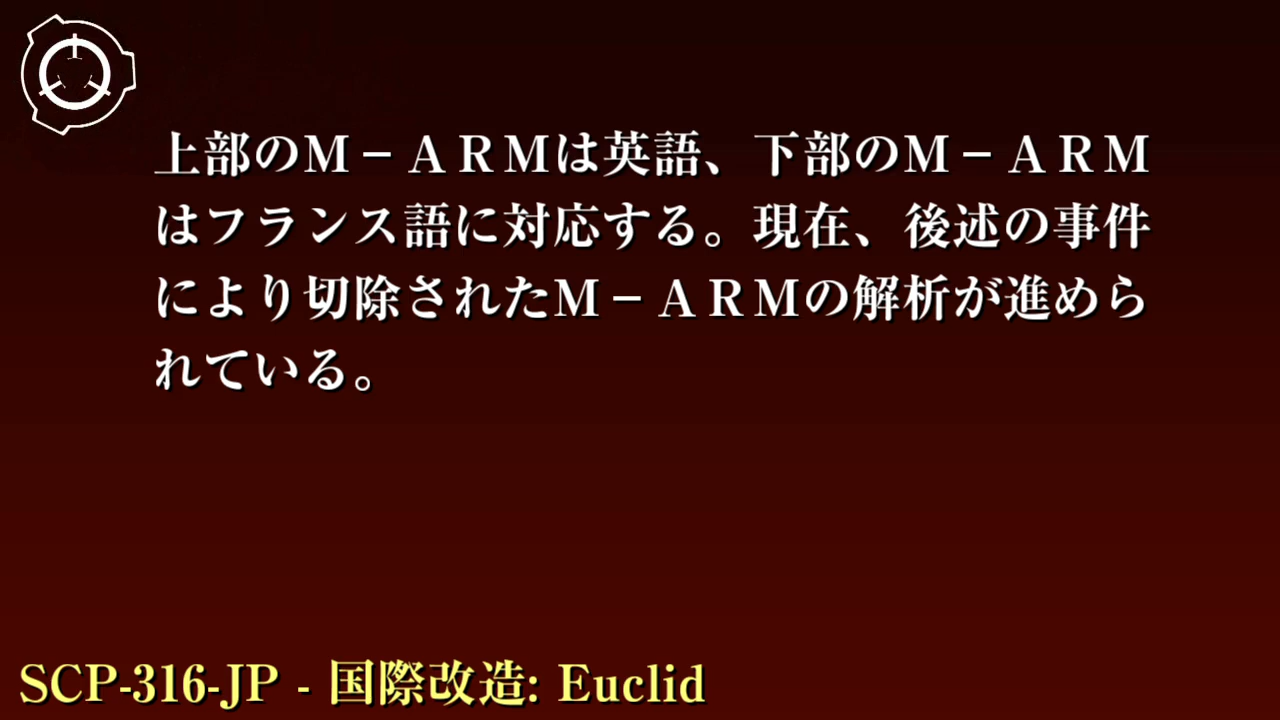 上部のＭ－ＡＲＭは英語、下部のＭ－ＡＲＭ
はフランス語に対応する。現在、後述の事件
により切除されたＭ－ＡＲＭの解析が進めら
れている。
SCP-316-JP - 国際改造: Euclid